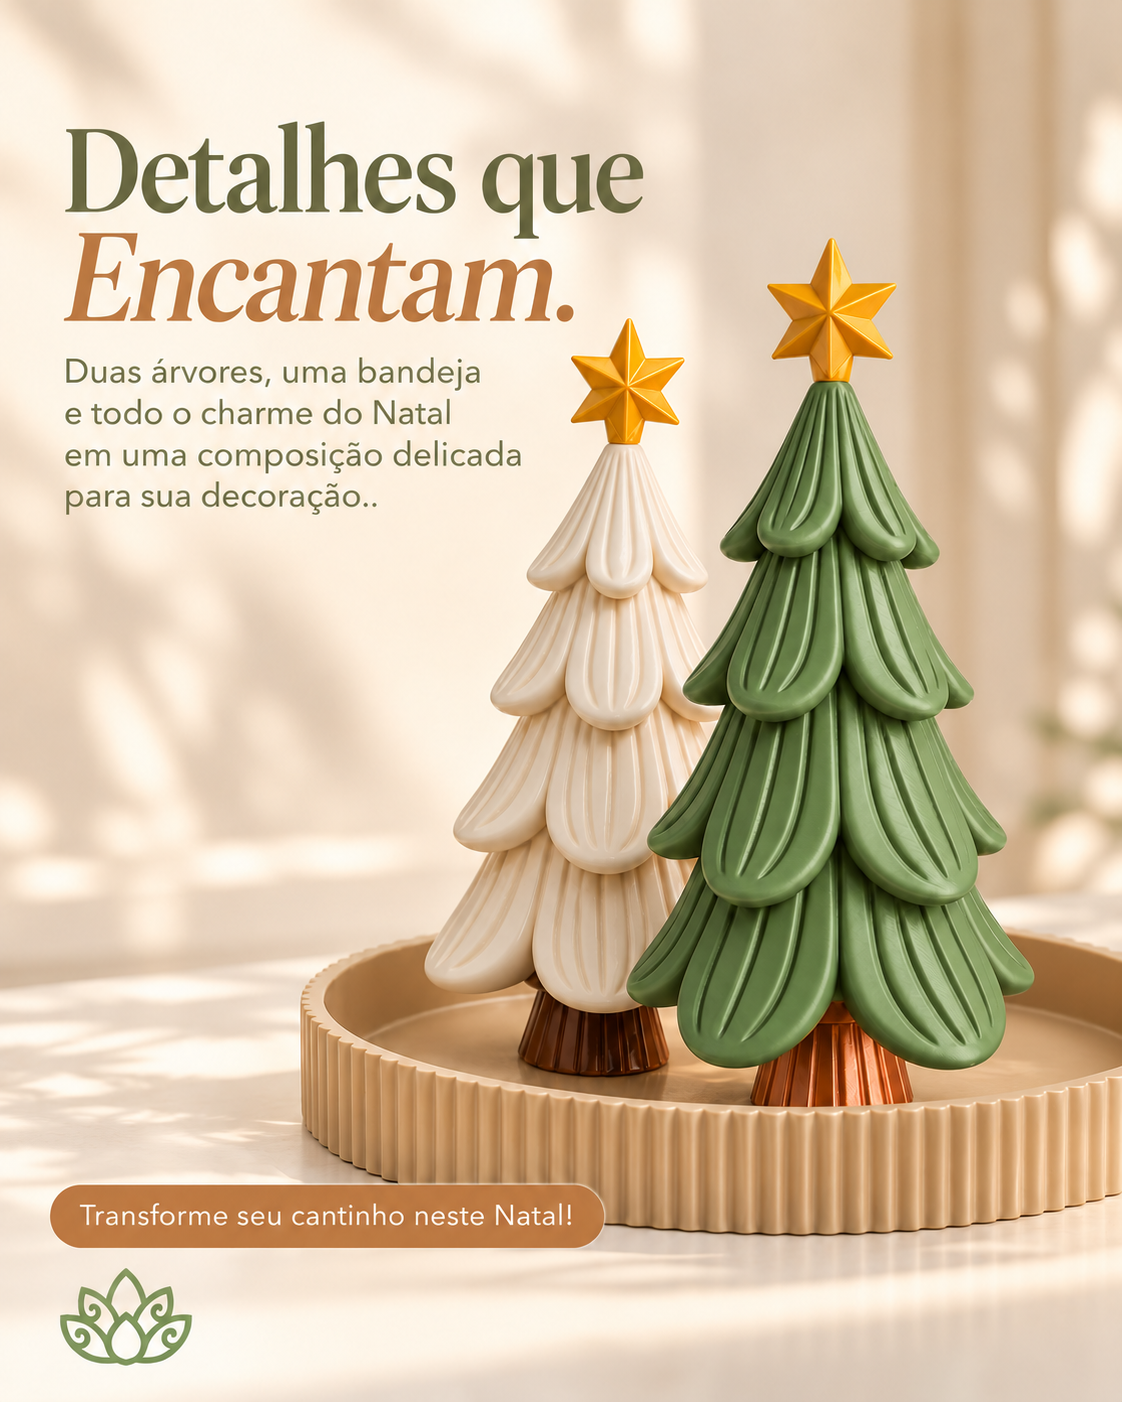 Detalhes que
Encantam.
Duas árvores, uma bandeja
e todo o charme do Natal
em uma composição delicada
para sua decoração..
Transforme seu cantinho neste Natal!